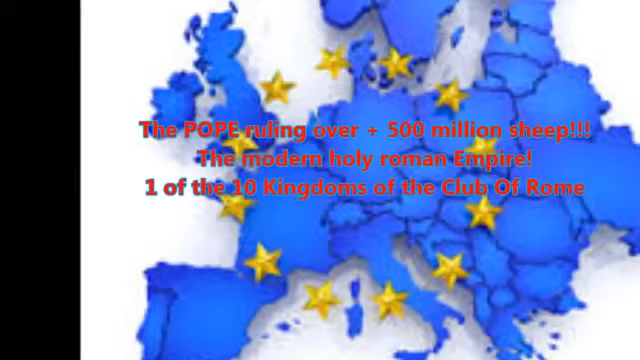 The POPE ruling over + 500 million sheep!!!
The modern holy roman Empire!
1 of the 10 Kingdoms of the Club Of Rome